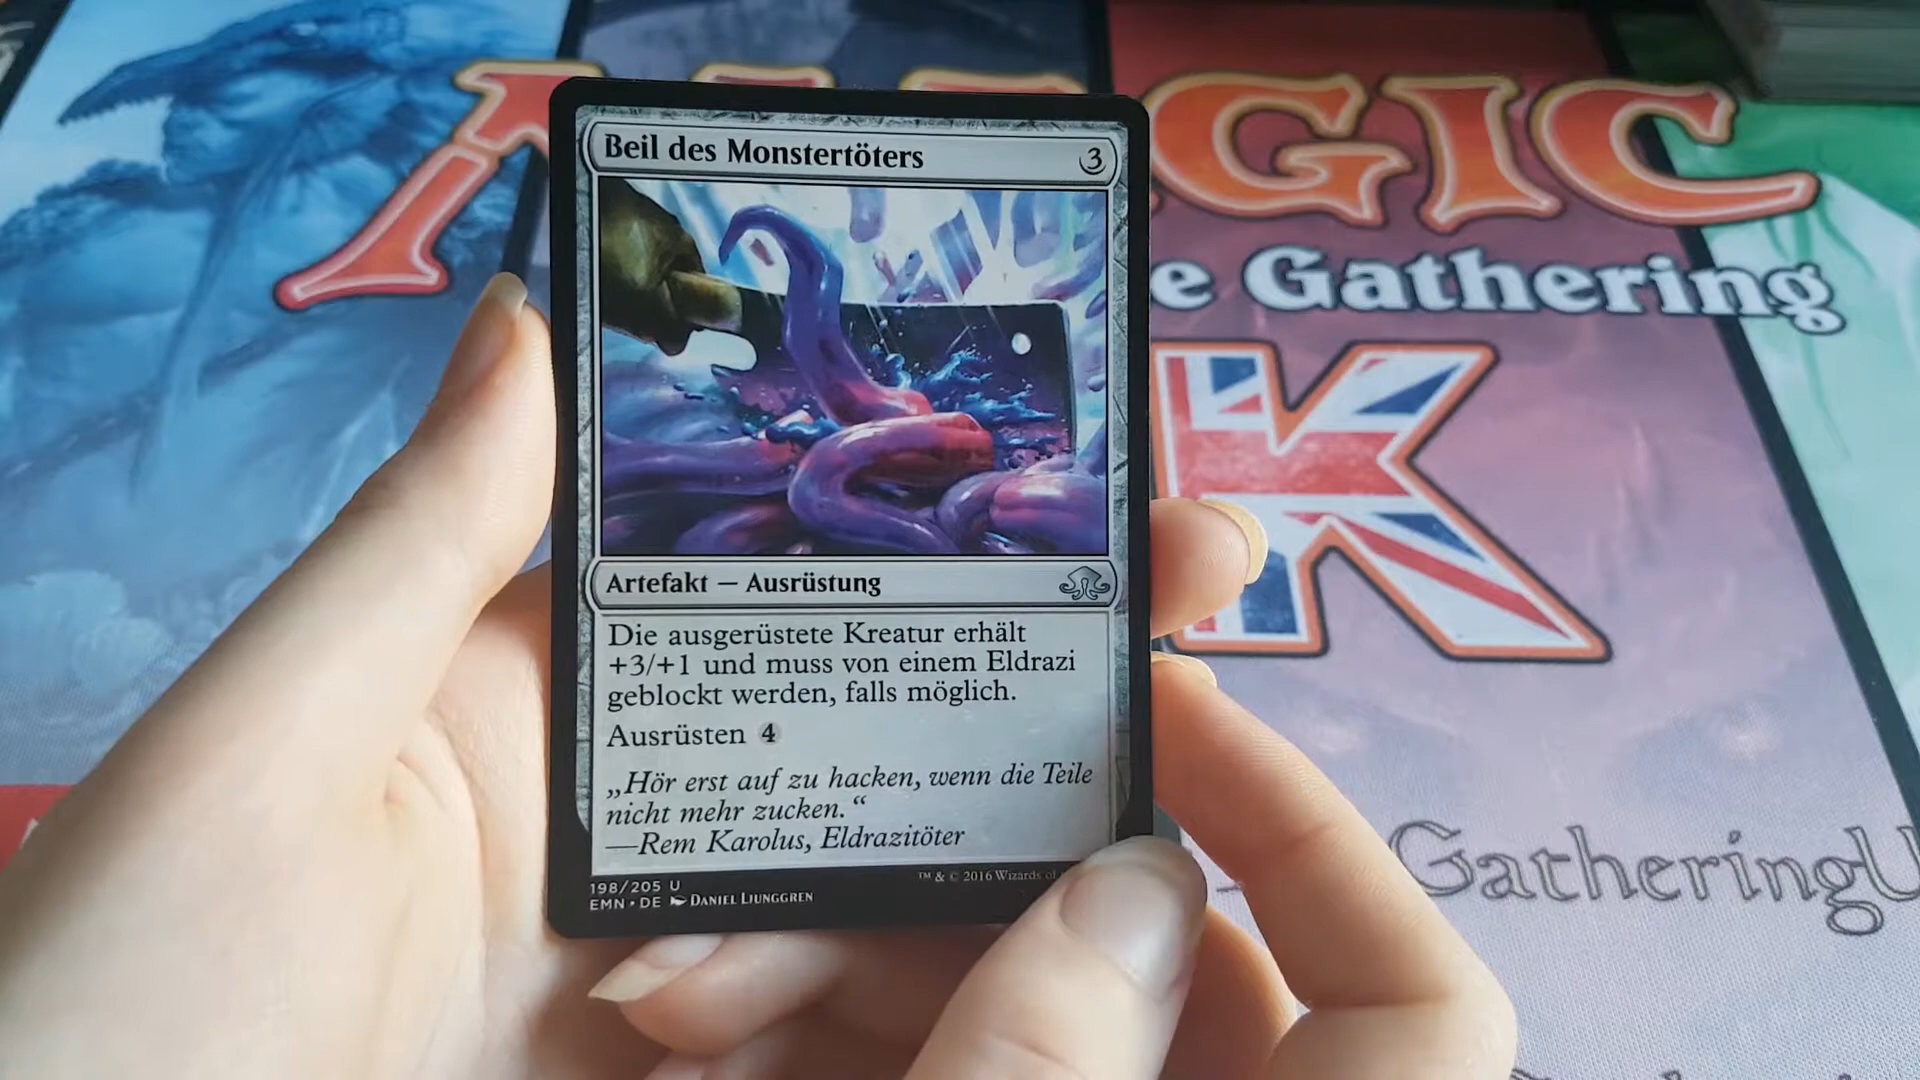 Beil des Monstertöters 3
Artefakt — Ausrüstung
Die ausgerüstete Kreatur erhält
+3/+1 und muss von einem Eldrazi
geblockt werden, falls möglich.
Ausrüsten 4
„Hör erst auf zu hacken, wenn die Teile
nicht mehr zucken.“
—Rem Karolus, Eldrazitöter
198/205 U
EMN • DE DANIEL LJUNGGREN
™ & © 2016 Wizards of
GIC
e Gathering
K
GatheringU